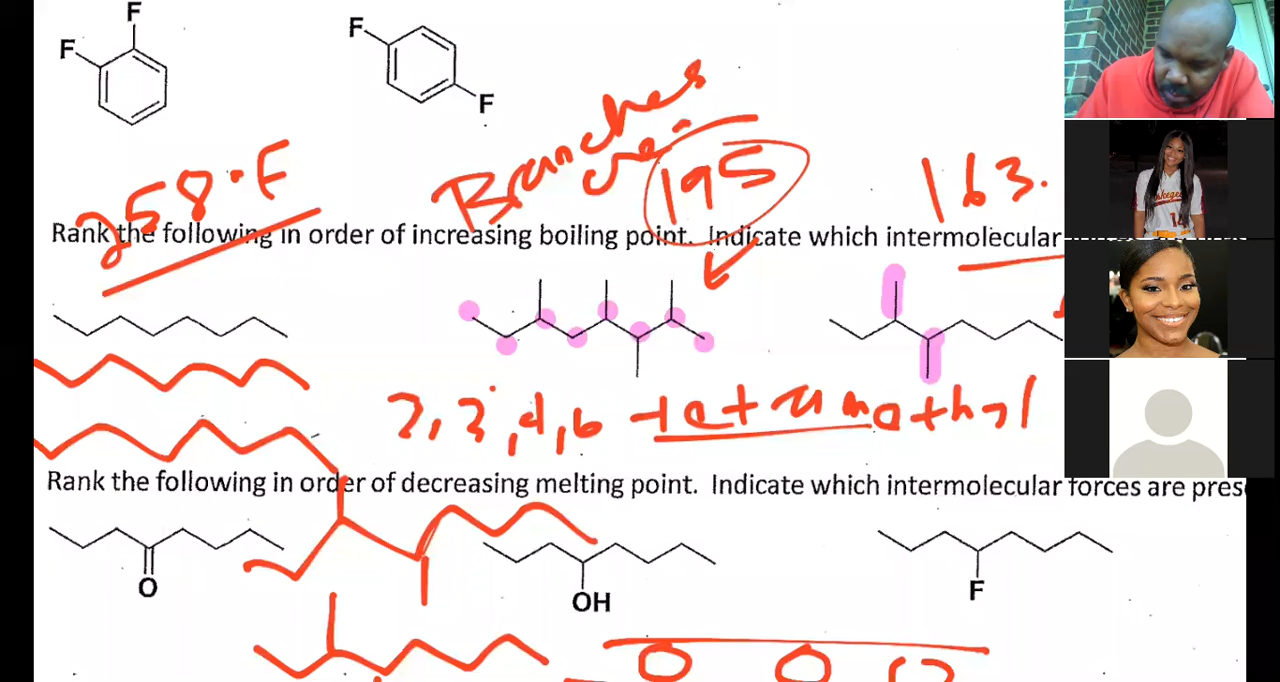 F
F
F
F
Branches
195
163.
258°F
Rank the following in order of increasing boiling point. Indicate which intermolecular
2,3,4,6 -tetramethyl
Rank the following in order of decreasing melting point. Indicate which intermolecular forces are pres
O
OH
F